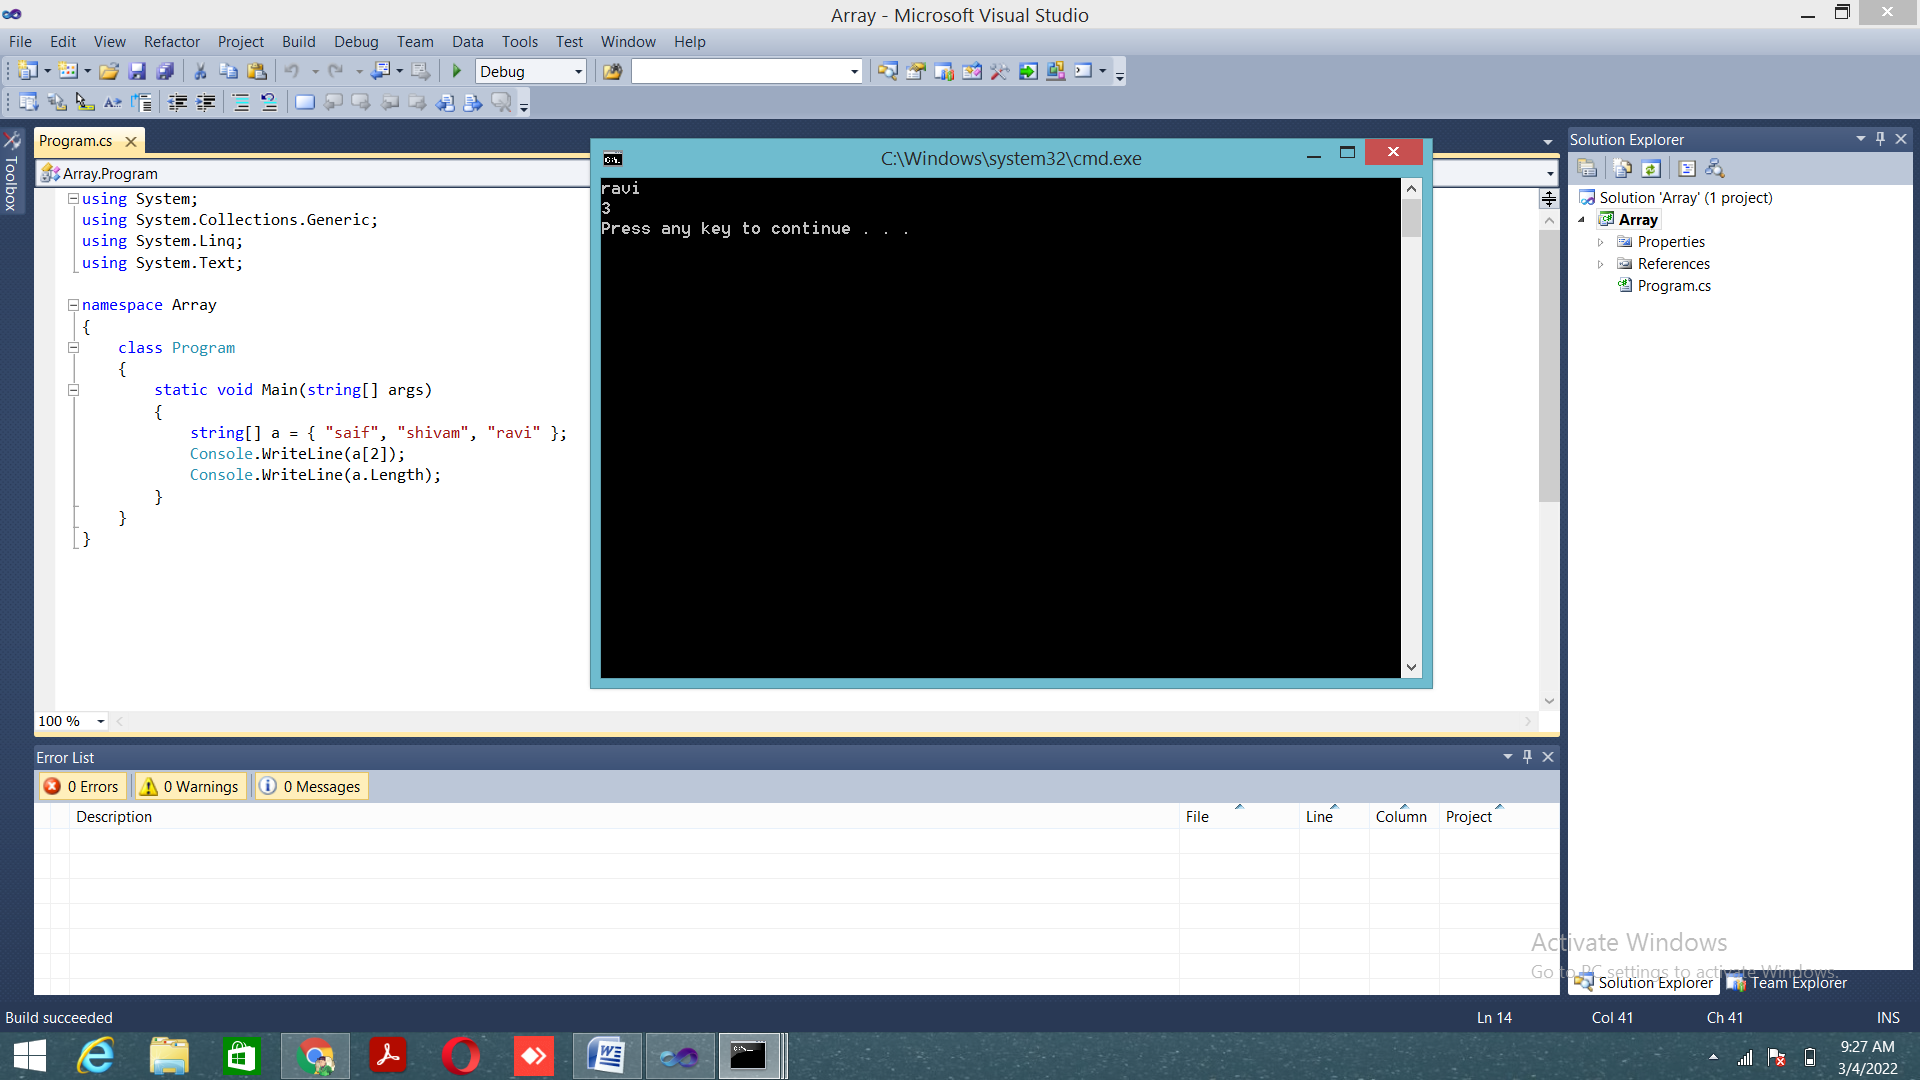 Array - Microsoft Visual Studio
File Edit View Refactor Project Build Debug Team Data Tools Test Window Help
Debug
Toolbox
Program.cs
Array.Program
using System;
using System.Collections.Generic;
using System.Linq;
using System.Text;
namespace Array
{
class Program
{
static void Main(string[] args)
{
string[] a = { "saif", "shivam", "ravi" };
Console.WriteLine(a[2]);
Console.WriteLine(a.Length);
}
}
}
100 %
C:\Windows\system32\cmd.exe
ravi
3
Press any key to continue . . .
Solution Explorer
Solution 'Array' (1 project)
Array
Properties
References
Program.cs
Error List
0 Errors 0 Warnings 0 Messages
Description File Line Column Project
Activate Windows
Go to PC settings to activate Windows.
Solution Explorer Team Explorer
Build succeeded Ln 14 Col 41 Ch 41 INS
9:27 AM
3/4/2022